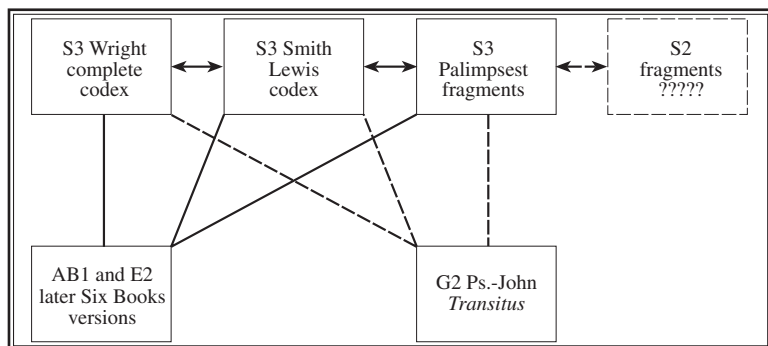 S3 Wright
complete
codex
S3 Smith
Lewis
codex
S3
Palimpsest
fragments
S2
fragments
?????
AB1 and E2
later Six Books
versions
G2 Ps.-John
Transitus